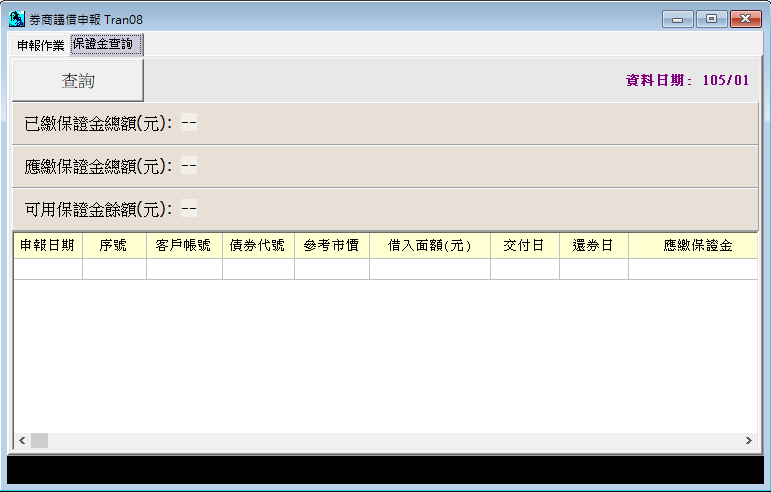 券商議借申報 Tran08
申報作業 保證金查詢
查詢 資料日期: 105/01
已繳保證金總額(元): --
應繳保證金總額(元): --
可用保證金餘額(元): --
申報日期 序號 客戶帳號 債券代號 參考市價 借入面額(元) 交付日 還券日 應繳保證金